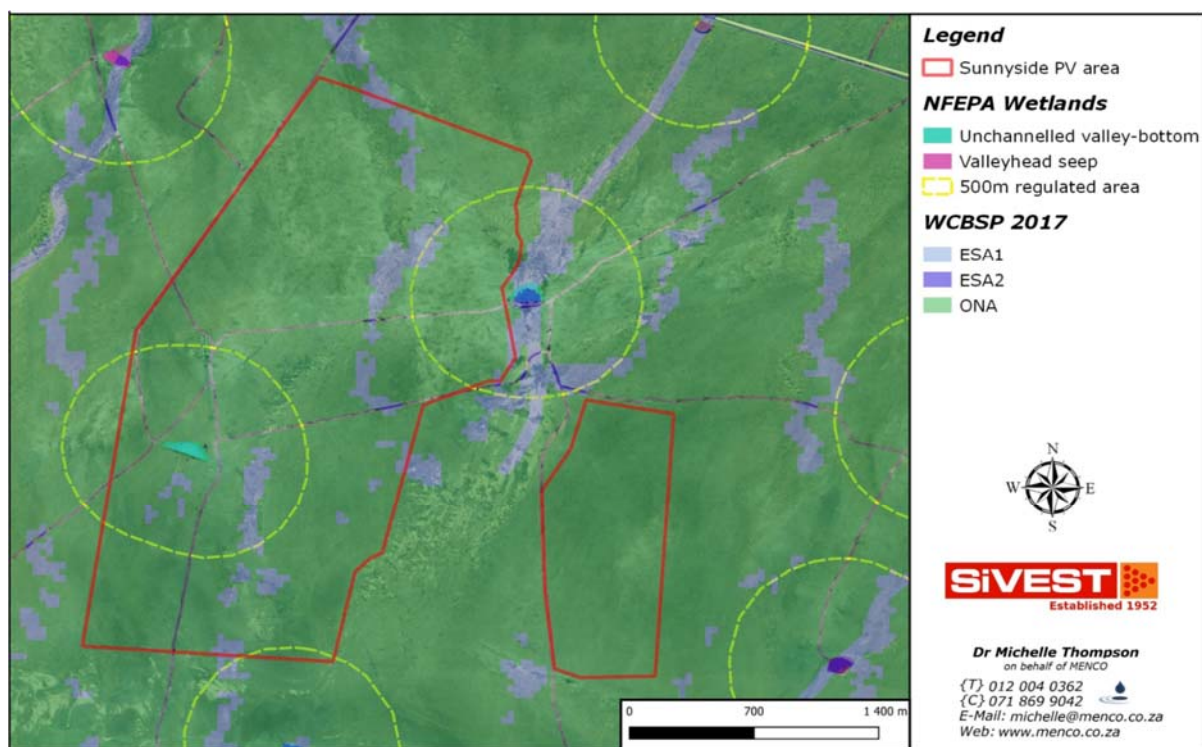 Legend
Sunnyside PV area
NFEPA Wetlands
Unchannelled valley-bottom
Valleyhead seep
500m regulated area
WCBSP 2017
ESA1
ESA2
ONA
N
W E
S
SiVEST
Established 1952
Dr Michelle Thompson
on behalf of MENCO
{T} 012 004 0362
{C} 071 869 9042
E-Mail: michelle@menco.co.za
Web: www.menco.co.za
0 700 1 400 m